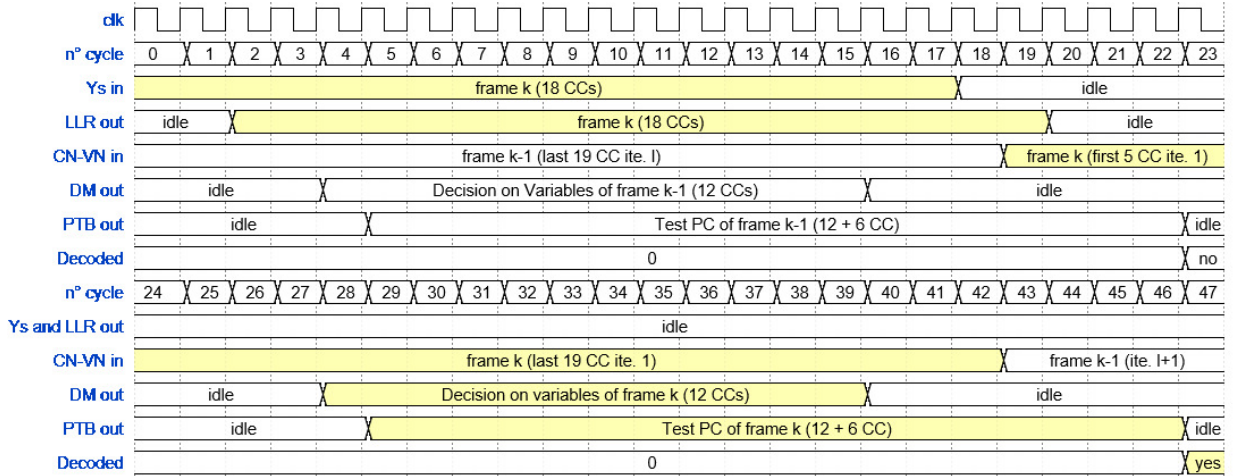 clk
n° cycle 0 1 2 3 4 5 6 7 8 9 10 11 12 13 14 15 16 17 18 19 20 21 22 23
Ys in frame k (18 CCs) idle
LLR out idle frame k (18 CCs) idle
CN-VN in frame k-1 (last 19 CC ite. I) frame k (first 5 CC ite. 1)
DM out idle Decision on Variables of frame k-1 (12 CCs) idle
PTB out idle Test PC of frame k-1 (12 + 6 CC) idle
Decoded 0 no
n° cycle 24 25 26 27 28 29 30 31 32 33 34 35 36 37 38 39 40 41 42 43 44 45 46 47
Ys and LLR out idle
CN-VN in frame k (last 19 CC ite. 1) frame k-1 (ite. I+1)
DM out idle Decision on variables of frame k (12 CCs) idle
PTB out idle Test PC of frame k (12 + 6 CC) idle
Decoded 0 yes